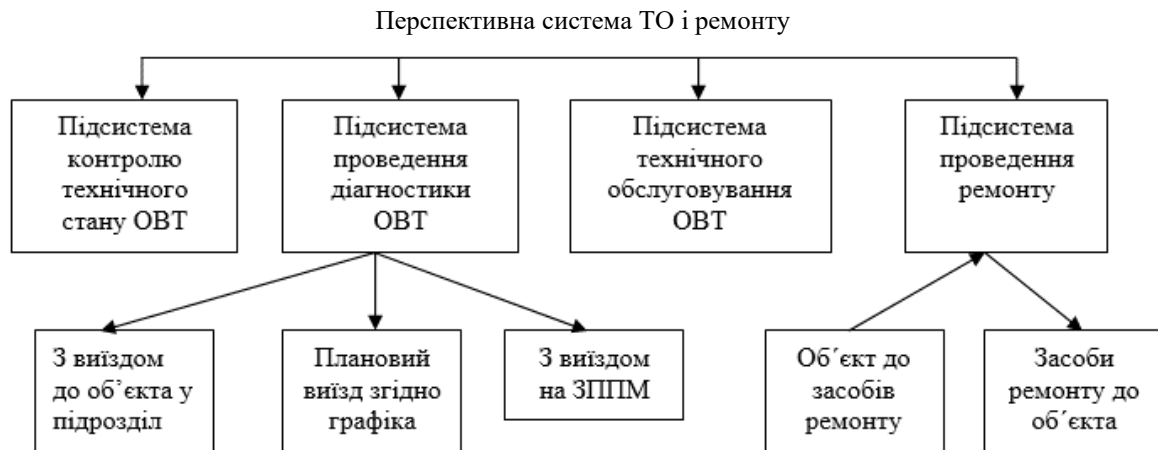 Перспективна система ТО і ремонту
Підсистема
контролю
технічного
стану ОВТ
Підсистема
проведення
діагностики
ОВТ
Підсистема
технічного
обслуговування
ОВТ
Підсистема
проведення
ремонту
З виїздом
до об’єкта у
підрозділ
Плановий
виїзд згідно
графіка
З виїздом
на ЗППМ
Об´єкт до
засобів
ремонту
Засоби
ремонту до
об´єкта